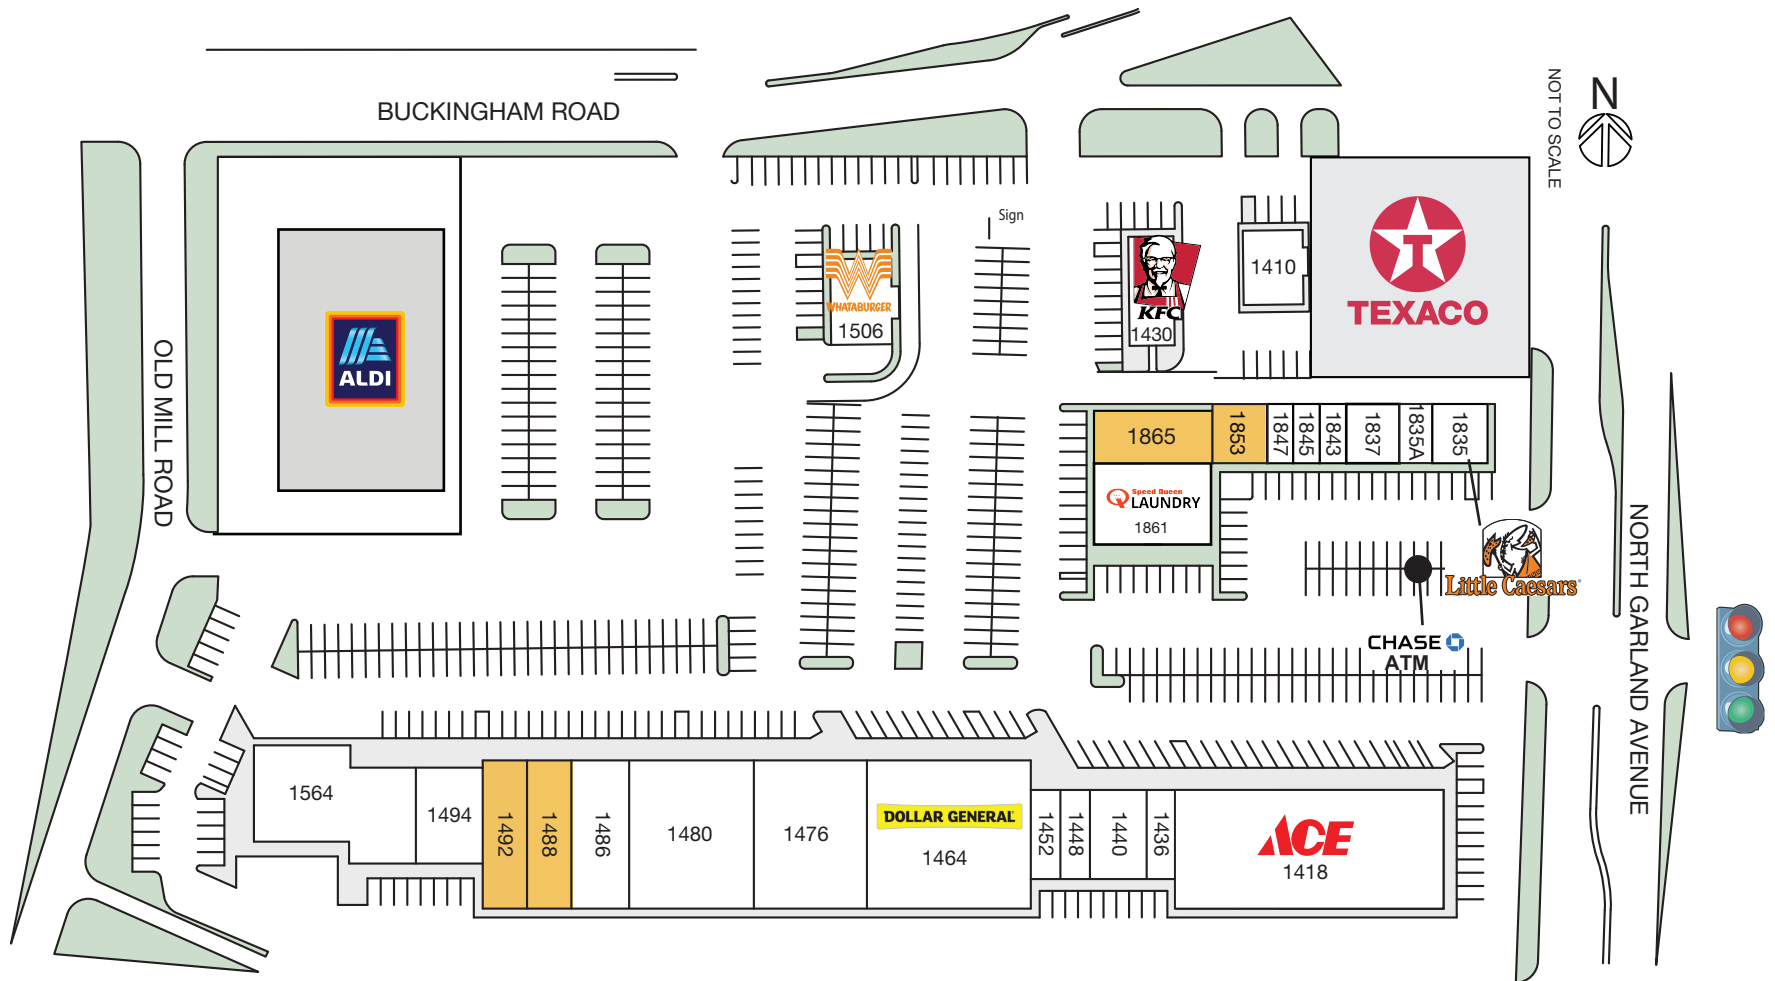 BUCKINGHAM ROAD
N
NOT TO SCALE
Sign
WHATABURGER
1506
KFC
1430
1410
TEXACO
ALDI
OLD MILL ROAD
1865
1853
1847
1845
1843
1837
1835A
1835
Speed Queen
LAUNDRY
1861
Little Caesars
CHASE
ATM
NORTH GARLAND AVENUE
1564
1494
1492
1488
1486
1480
1476
DOLLAR GENERAL
1464
1452
1448
1440
1436
ACE
1418